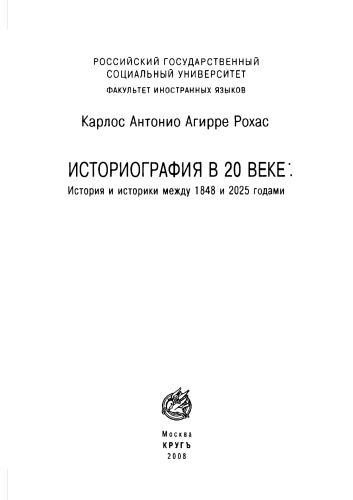 РОССИЙСКИЙ ГОСУДАРСТВЕННЫЙ
СОЦИАЛЬНЫЙ УНИВЕРСИТЕТ
ФАКУЛЬТЕТ ИНОСТРАННЫХ ЯЗЫКОВ
Карлос Антонио Агирре Рохас
ИСТОРИОГРАФИЯ В 20 ВЕКЕ:
История и историки между 1848 и 2025 годами
Москва
КРУГЪ
2008